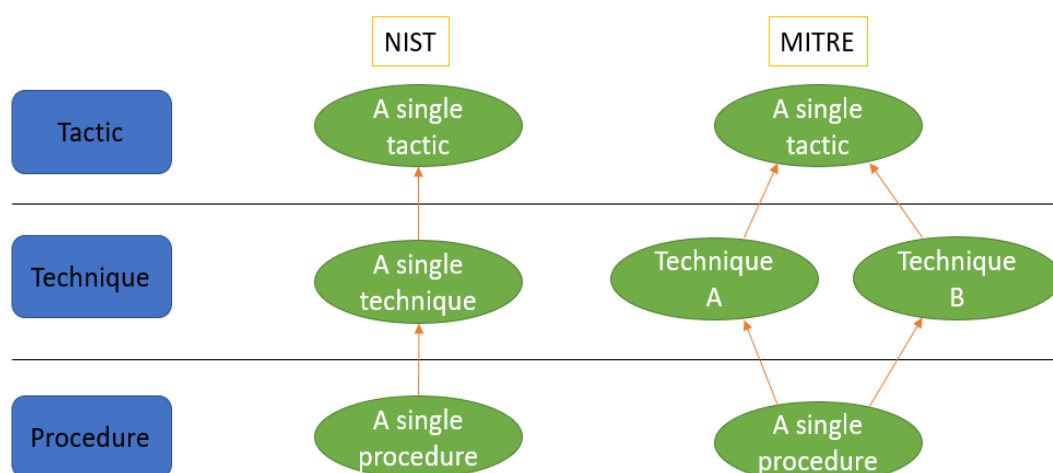 NIST
MITRE
Tactic
A single
tactic
A single
tactic
Technique
A single
technique
Technique
A
Technique
B
Procedure
A single
procedure
A single
procedure